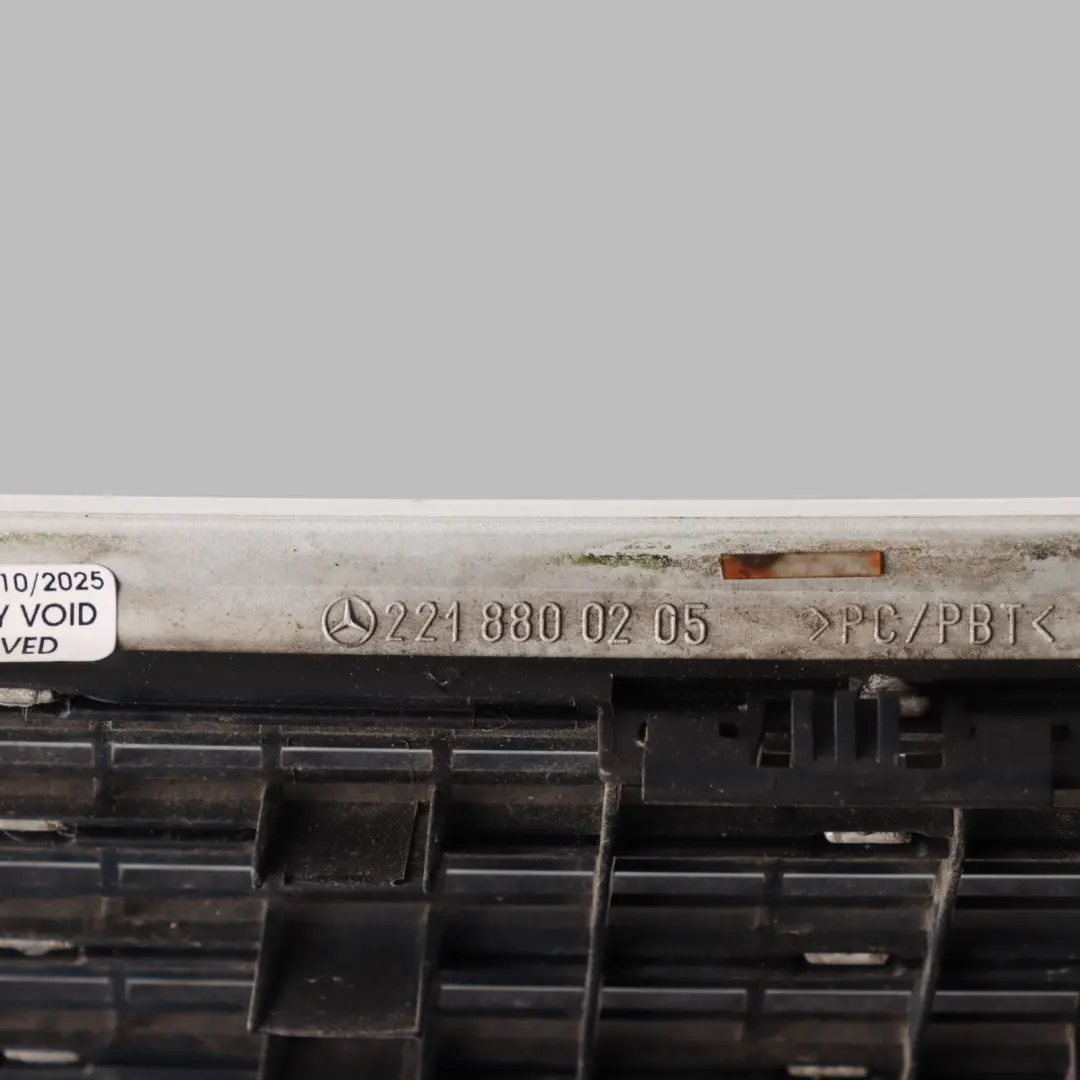 10/2025
Y VOID
VED
221 880 02 05 >PC/PBT<